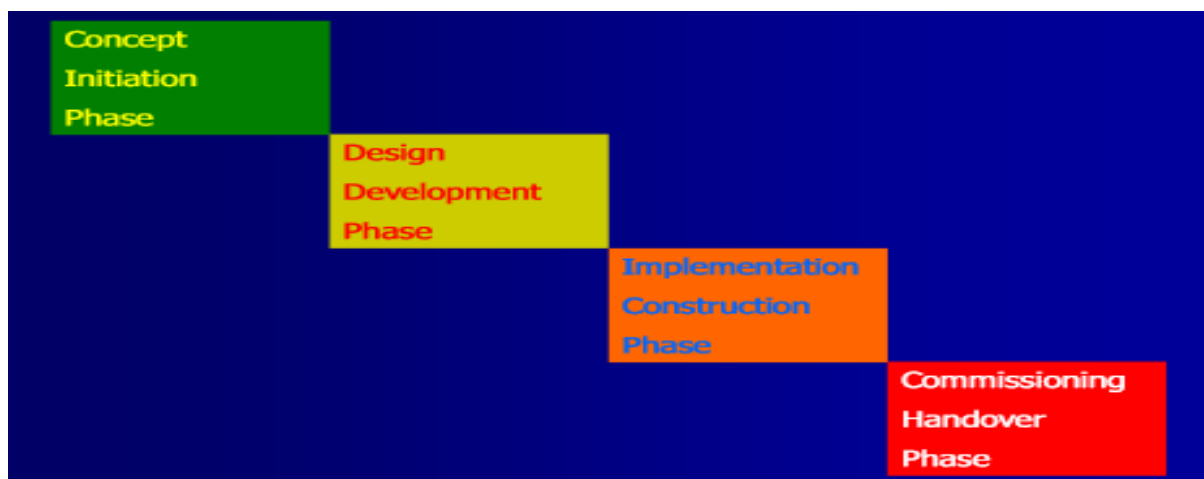 Concept
Initiation
Phase
Design
Development
Phase
Implementation
Construction
Phase
Commissioning
Handover
Phase